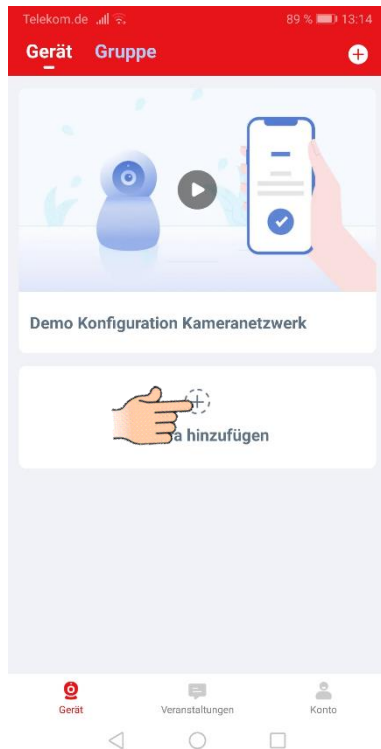 Telekom.de 89 % 13:14
Gerät Gruppe
Demo Konfiguration Kameranetzwerk
a hinzufügen
Gerät Veranstaltungen Konto